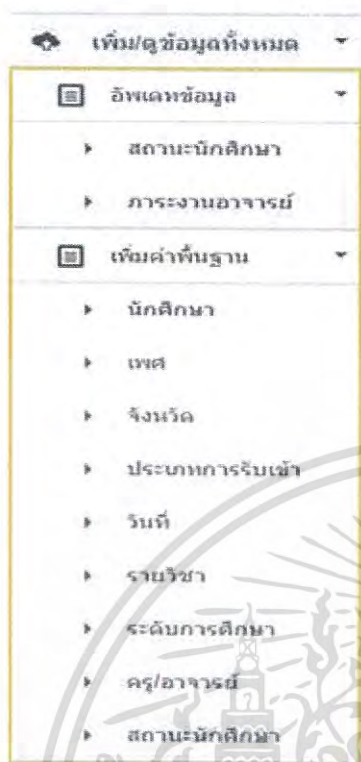 เพิ่ม/ดูข้อมูลทั้งหมด
อัพเดทข้อมูล
สถานะนักศึกษา
ภาระงานอาจารย์
เพิ่มค่าพื้นฐาน
นักศึกษา
เพศ
จังหวัด
ประเภทการรับเข้า
วันที่
รายวิชา
ระดับการศึกษา
ครู/อาจารย์
สถานะนักศึกษา